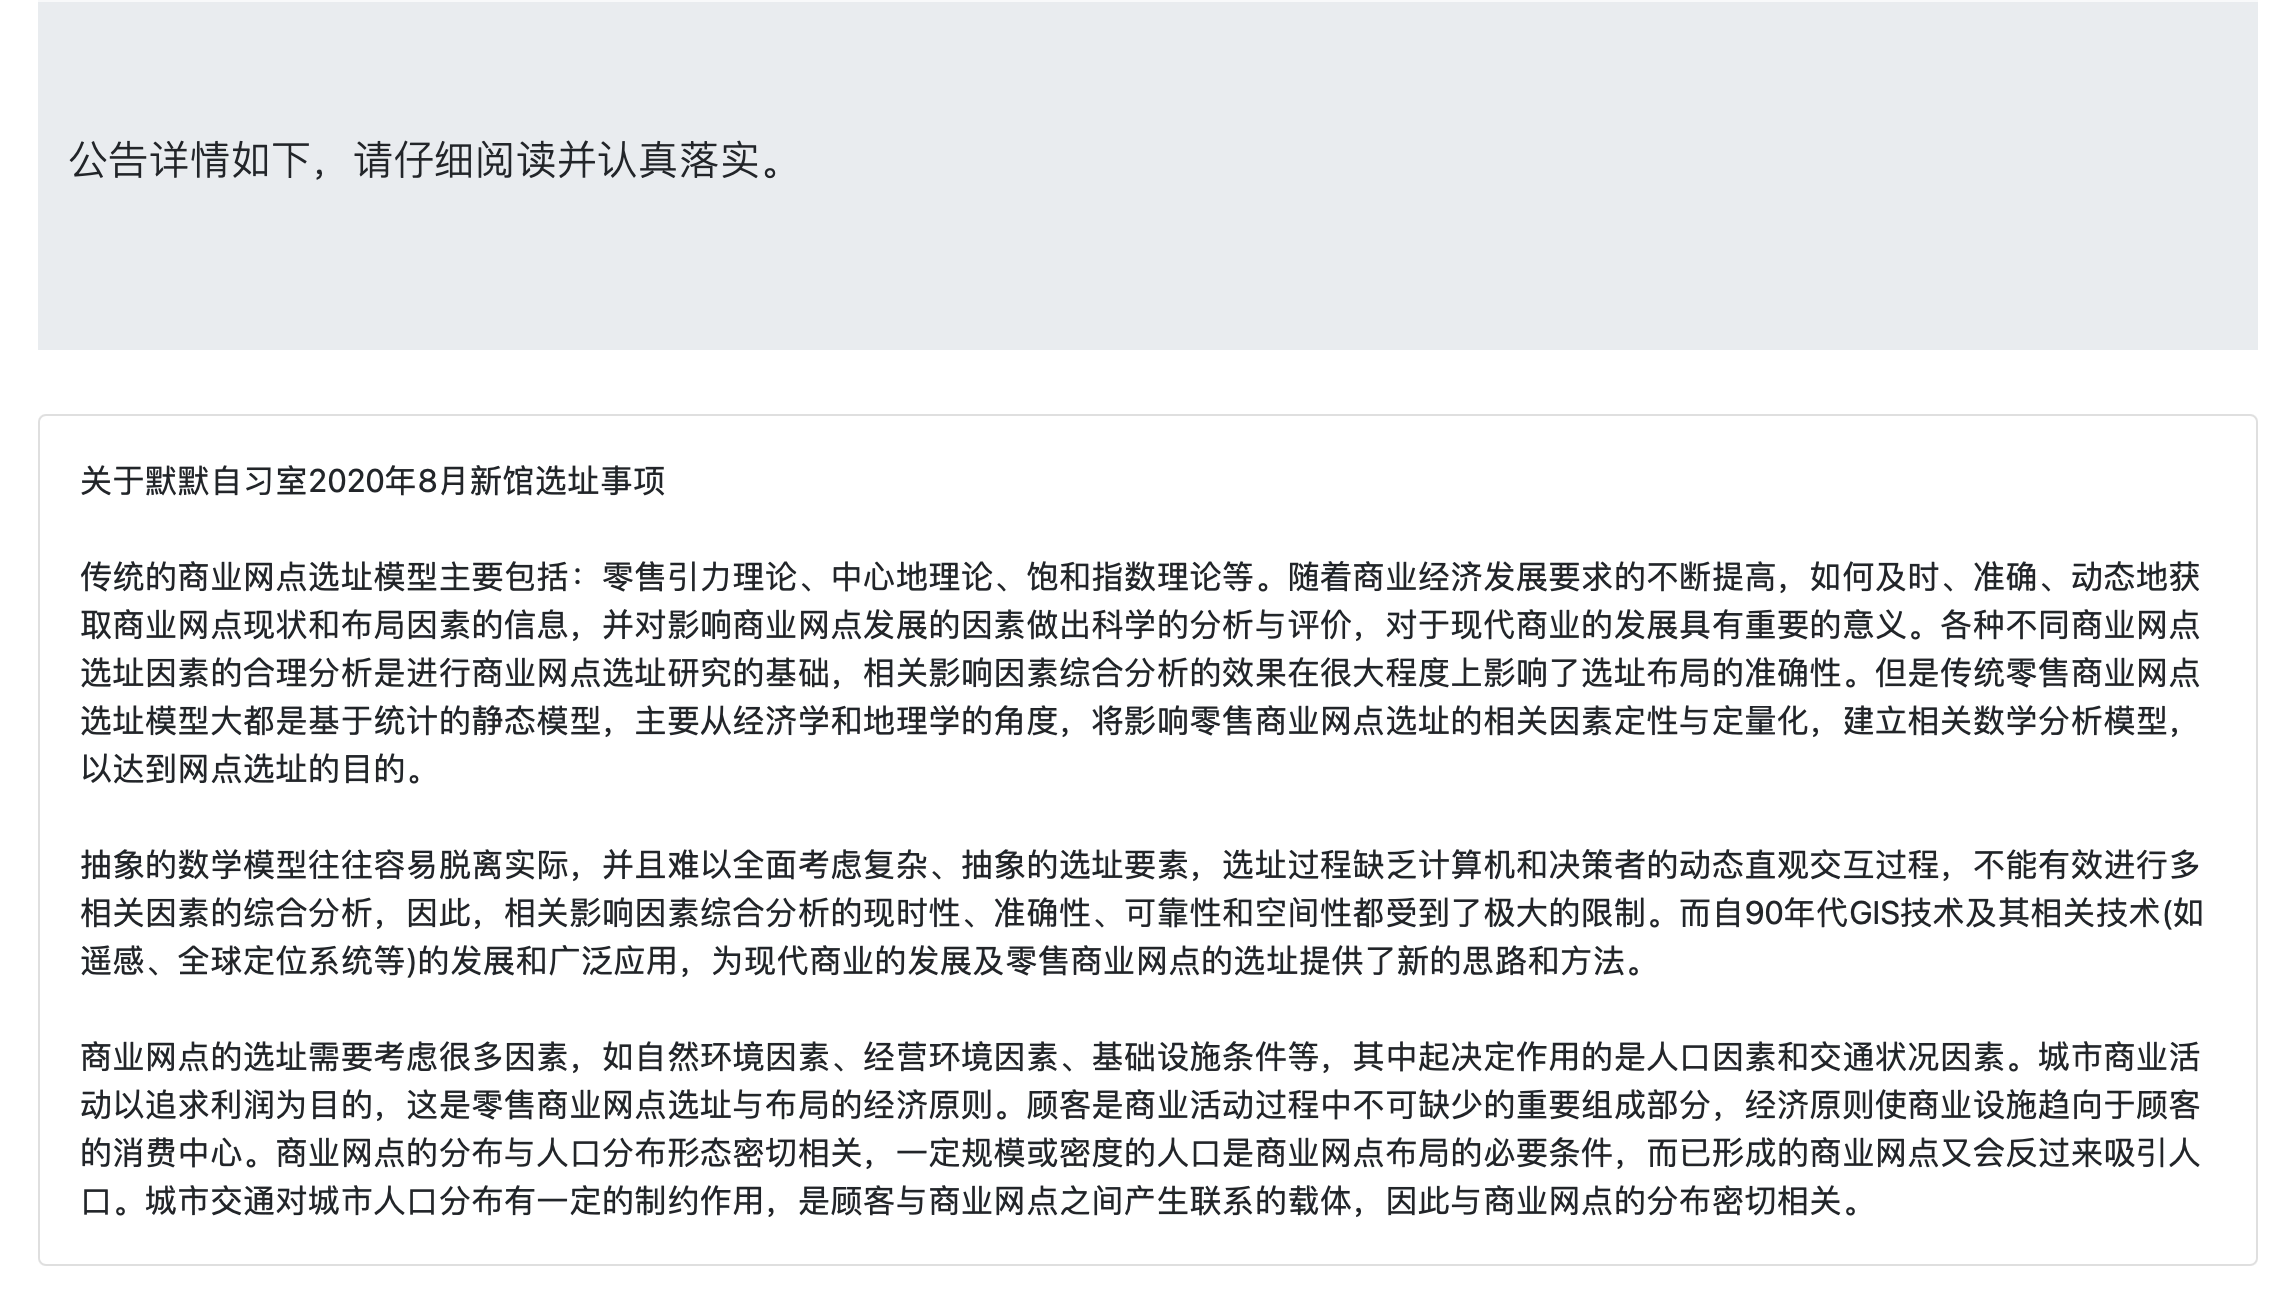 公告详情如下，请仔细阅读并认真落实。
关于默默自习室2020年8月新馆选址事项
传统的商业网点选址模型主要包括：零售引力理论、中心地理论、饱和指数理论等。随着商业经济发展要求的不断提高，如何及时、准确、动态地获
取商业网点现状和布局因素的信息，并对影响商业网点发展的因素做出科学的分析与评价，对于现代商业的发展具有重要的意义。各种不同商业网点
选址因素的合理分析是进行商业网点选址研究的基础，相关影响因素综合分析的效果在很大程度上影响了选址布局的准确性。但是传统零售商业网点
选址模型大都是基于统计的静态模型，主要从经济学和地理学的角度，将影响零售商业网点选址的相关因素定性与定量化，建立相关数学分析模型，
以达到网点选址的目的。
抽象的数学模型往往容易脱离实际，并且难以全面考虑复杂、抽象的选址要素，选址过程缺乏计算机和决策者的动态直观交互过程，不能有效进行多
相关因素的综合分析，因此，相关影响因素综合分析的现时性、准确性、可靠性和空间性都受到了极大的限制。而自90年代GIS技术及其相关技术(如
遥感、全球定位系统等)的发展和广泛应用，为现代商业的发展及零售商业网点的选址提供了新的思路和方法。
商业网点的选址需要考虑很多因素，如自然环境因素、经营环境因素、基础设施条件等，其中起决定作用的是人口因素和交通状况因素。城市商业活
动以追求利润为目的，这是零售商业网点选址与布局的经济原则。顾客是商业活动过程中不可缺少的重要组成部分，经济原则使商业设施趋向于顾客
的消费中心。商业网点的分布与人口分布形态密切相关，一定规模或密度的人口是商业网点布局的必要条件，而已形成的商业网点又会反过来吸引人
口。城市交通对城市人口分布有一定的制约作用，是顾客与商业网点之间产生联系的载体，因此与商业网点的分布密切相关。